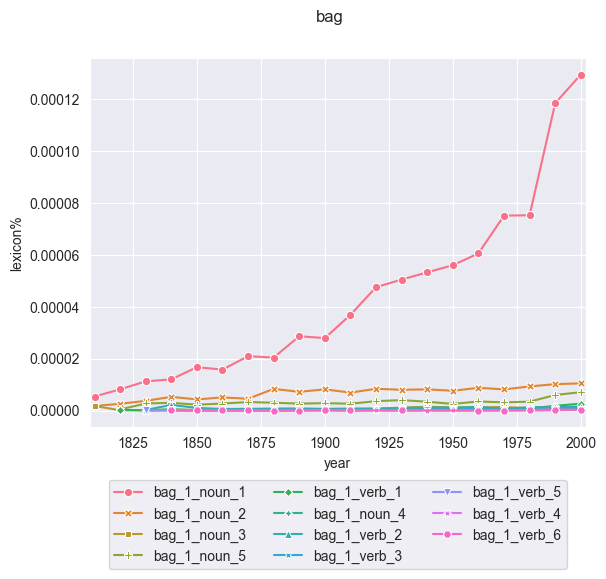 bag
0.00012
0.00010
0.00008
0.00006
0.00004
0.00002
0.00000
lexicon%
1825 1850 1875 1900 1925 1950 1975 2000
year
bag_1_noun_1 bag_1_verb_1 bag_1_verb_5
bag_1_noun_2 bag_1_noun_4 bag_1_verb_4
bag_1_noun_3 bag_1_verb_2 bag_1_verb_6
bag_1_noun_5 bag_1_verb_3